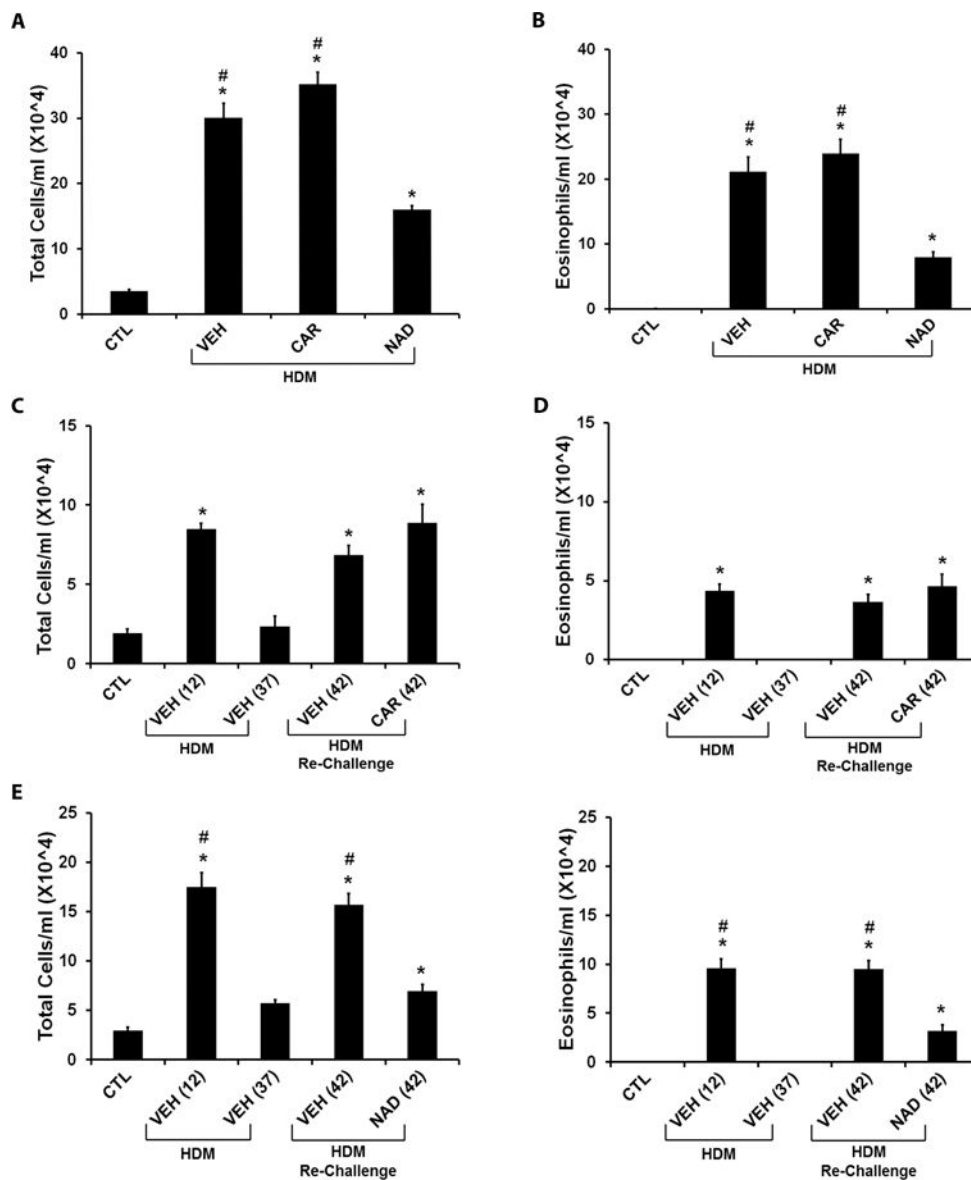 A
Total Cells/ml (X10^4)
40
30
20
10
0
#
*
#
*
*
CTL
VEH
CAR
NAD
HDM
B
Eosinophils/ml (X10^4)
40
30
20
10
0
#
*
#
*
*
CTL
VEH
CAR
NAD
HDM
C
Total Cells/ml (X10^4)
15
10
5
0
*
*
*
CTL
VEH (12)
VEH (37)
VEH (42)
CAR (42)
HDM
HDM
Re-Challenge
D
Eosinophils/ml (X10^4)
15
10
5
0
*
*
*
CTL
VEH (12)
VEH (37)
VEH (42)
CAR (42)
HDM
HDM
Re-Challenge
E
Total Cells/ml (X10^4)
25
20
15
10
5
0
#
*
#
*
*
CTL
VEH (12)
VEH (37)
VEH (42)
NAD (42)
HDM
HDM
Re-Challenge
Eosinophils/ml (X10^4)
25
20
15
10
5
0
#
*
#
*
*
CTL
VEH (12)
VEH (37)
VEH (42)
NAD (42)
HDM
HDM
Re-Challenge